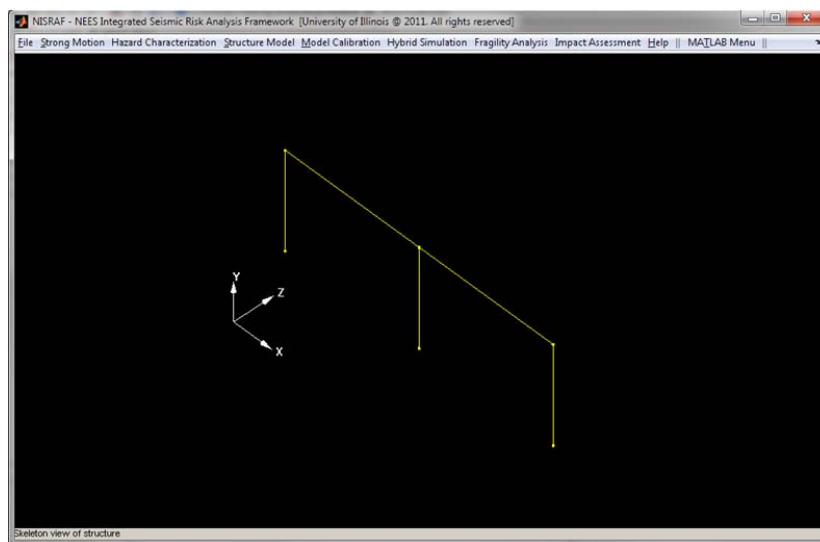 NISRAF - NEES Integrated Seismic Risk Analysis Framework [University of Illinois @ 2011. All rights reserved]
File Strong Motion Hazard Characterization Structure Model Model Calibration Hybrid Simulation Fragility Analysis Impact Assessment Help || MATLAB Menu ||
Y
Z
X
Skeleton view of structure